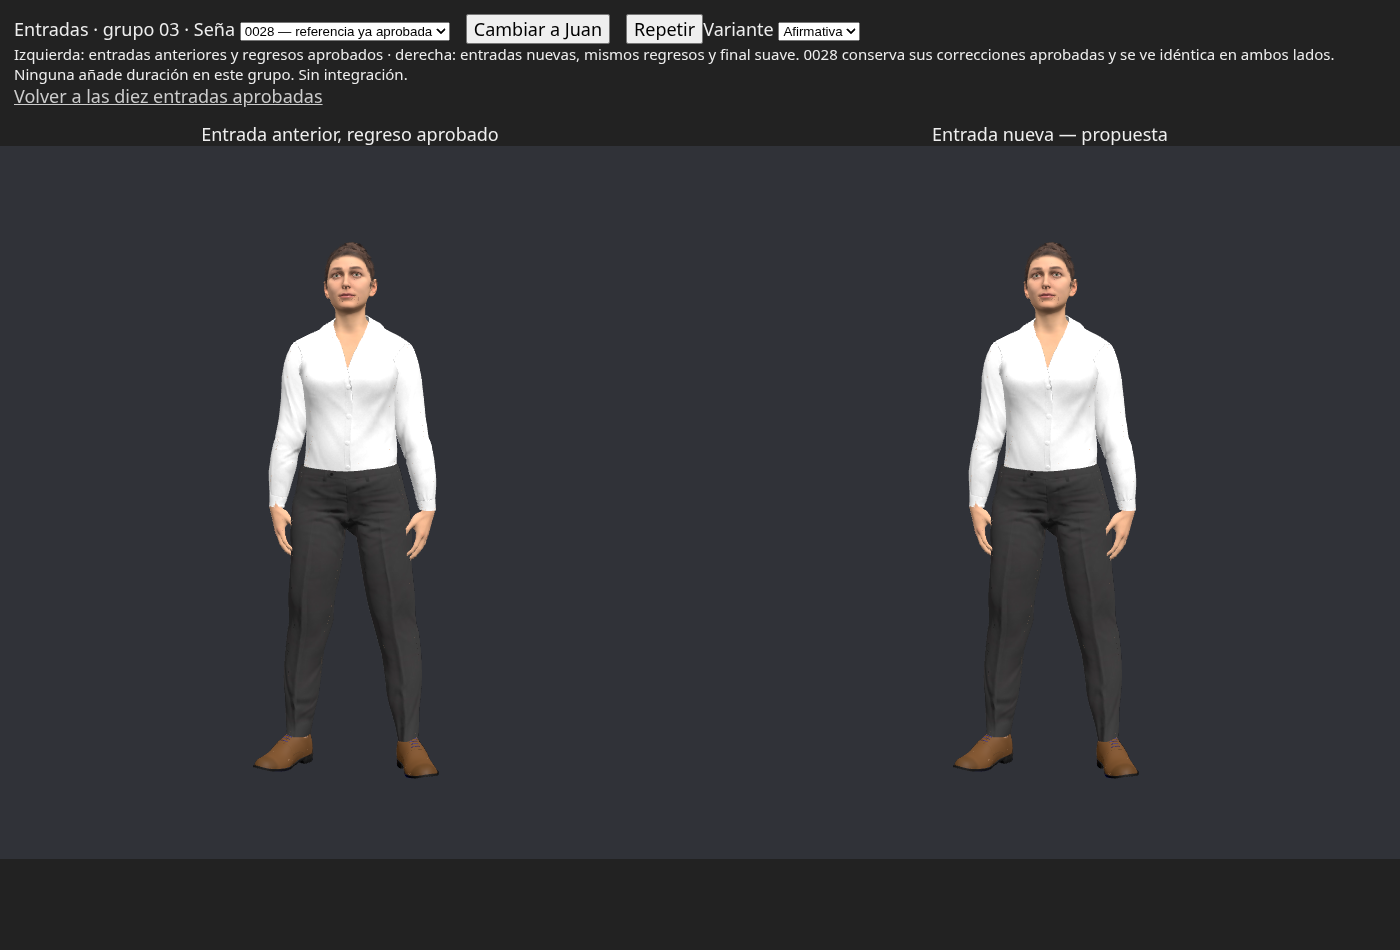 Entradas · grupo 03 · Seña 0028 — referencia ya aprobada Cambiar a Juan Repetir Variante Afirmativa
Izquierda: entradas anteriores y regresos aprobados · derecha: entradas nuevas, mismos regresos y final suave. 0028 conserva sus correcciones aprobadas y se ve idéntica en ambos lados.
Ninguna añade duración en este grupo. Sin integración.
Volver a las diez entradas aprobadas
Entrada anterior, regreso aprobado
Entrada nueva — propuesta